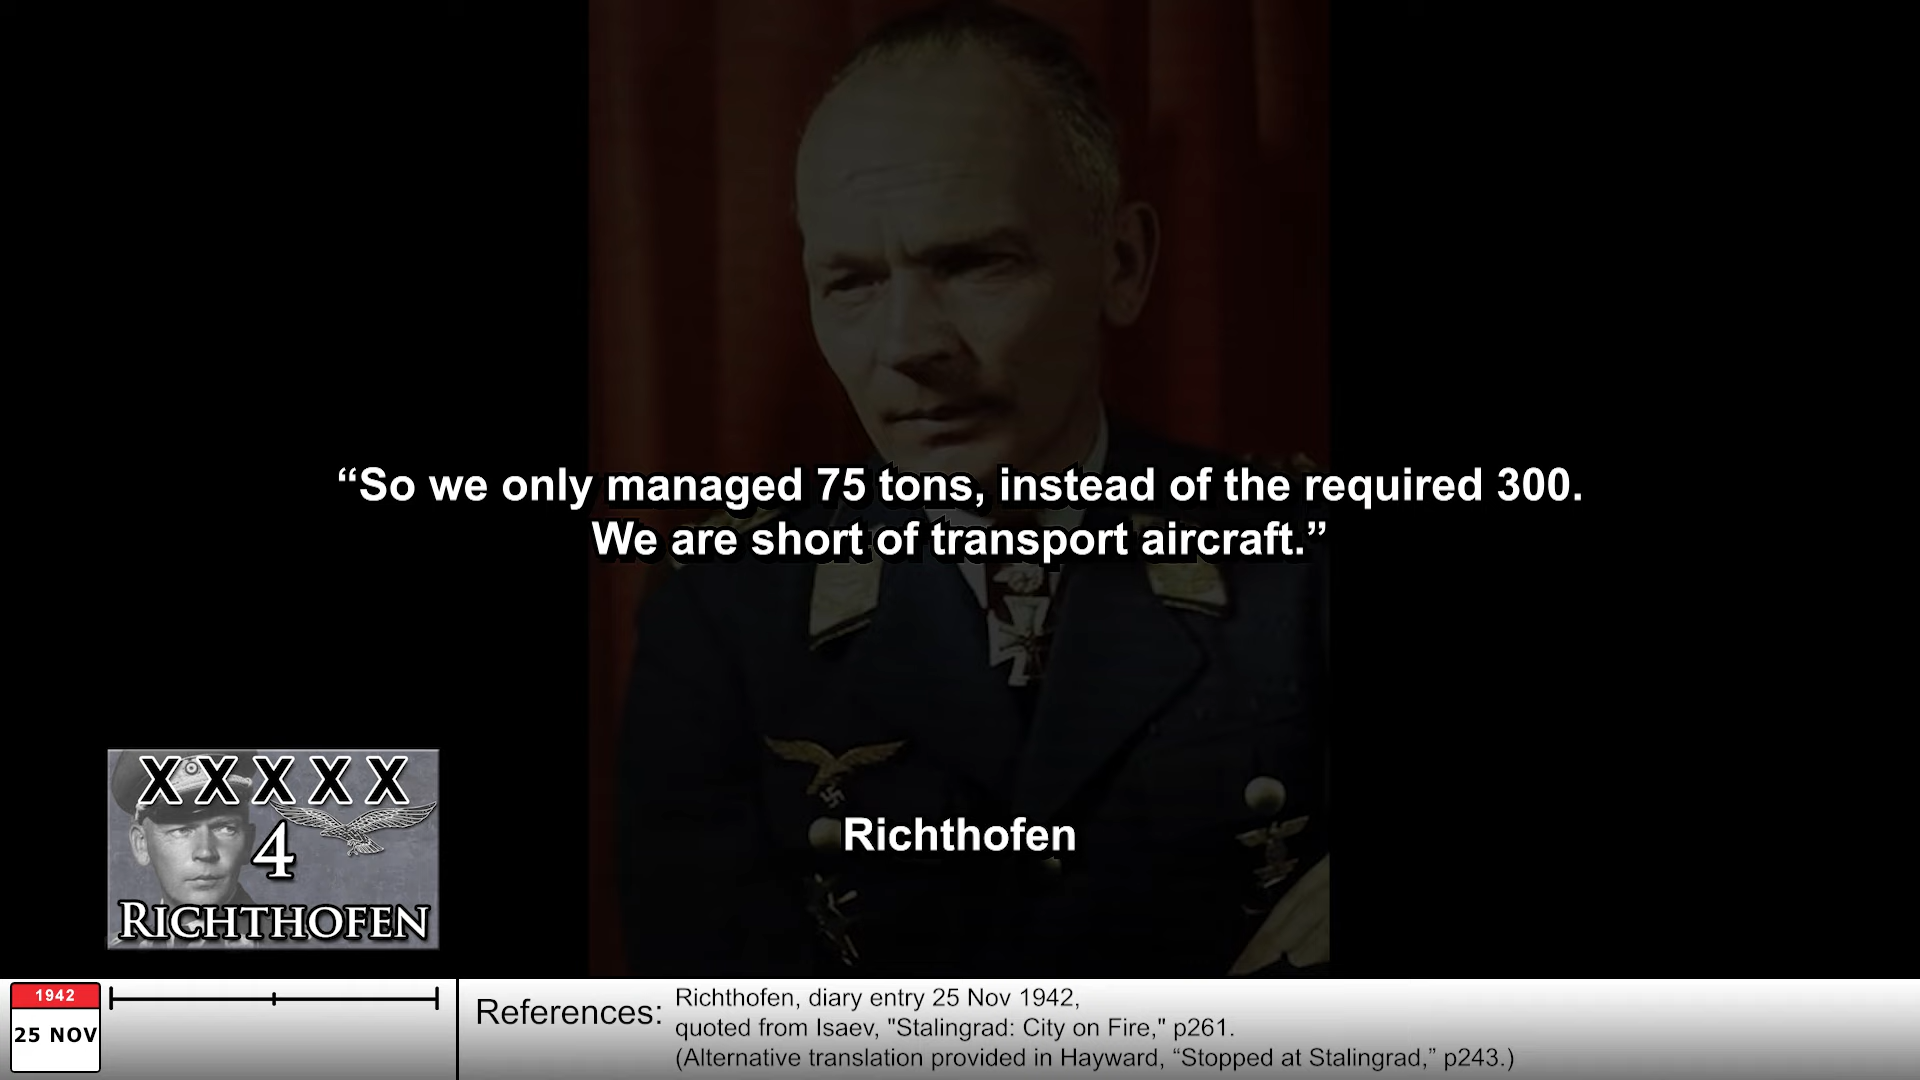 “So we only managed 75 tons, instead of the required 300.
We are short of transport aircraft.”
Richthofen
XXXXX
4
RICHTHOFEN
1942
25 NOV
References:
Richthofen, diary entry 25 Nov 1942,
quoted from Isaev, "Stalingrad: City on Fire," p261.
(Alternative translation provided in Hayward, “Stopped at Stalingrad,” p243.)